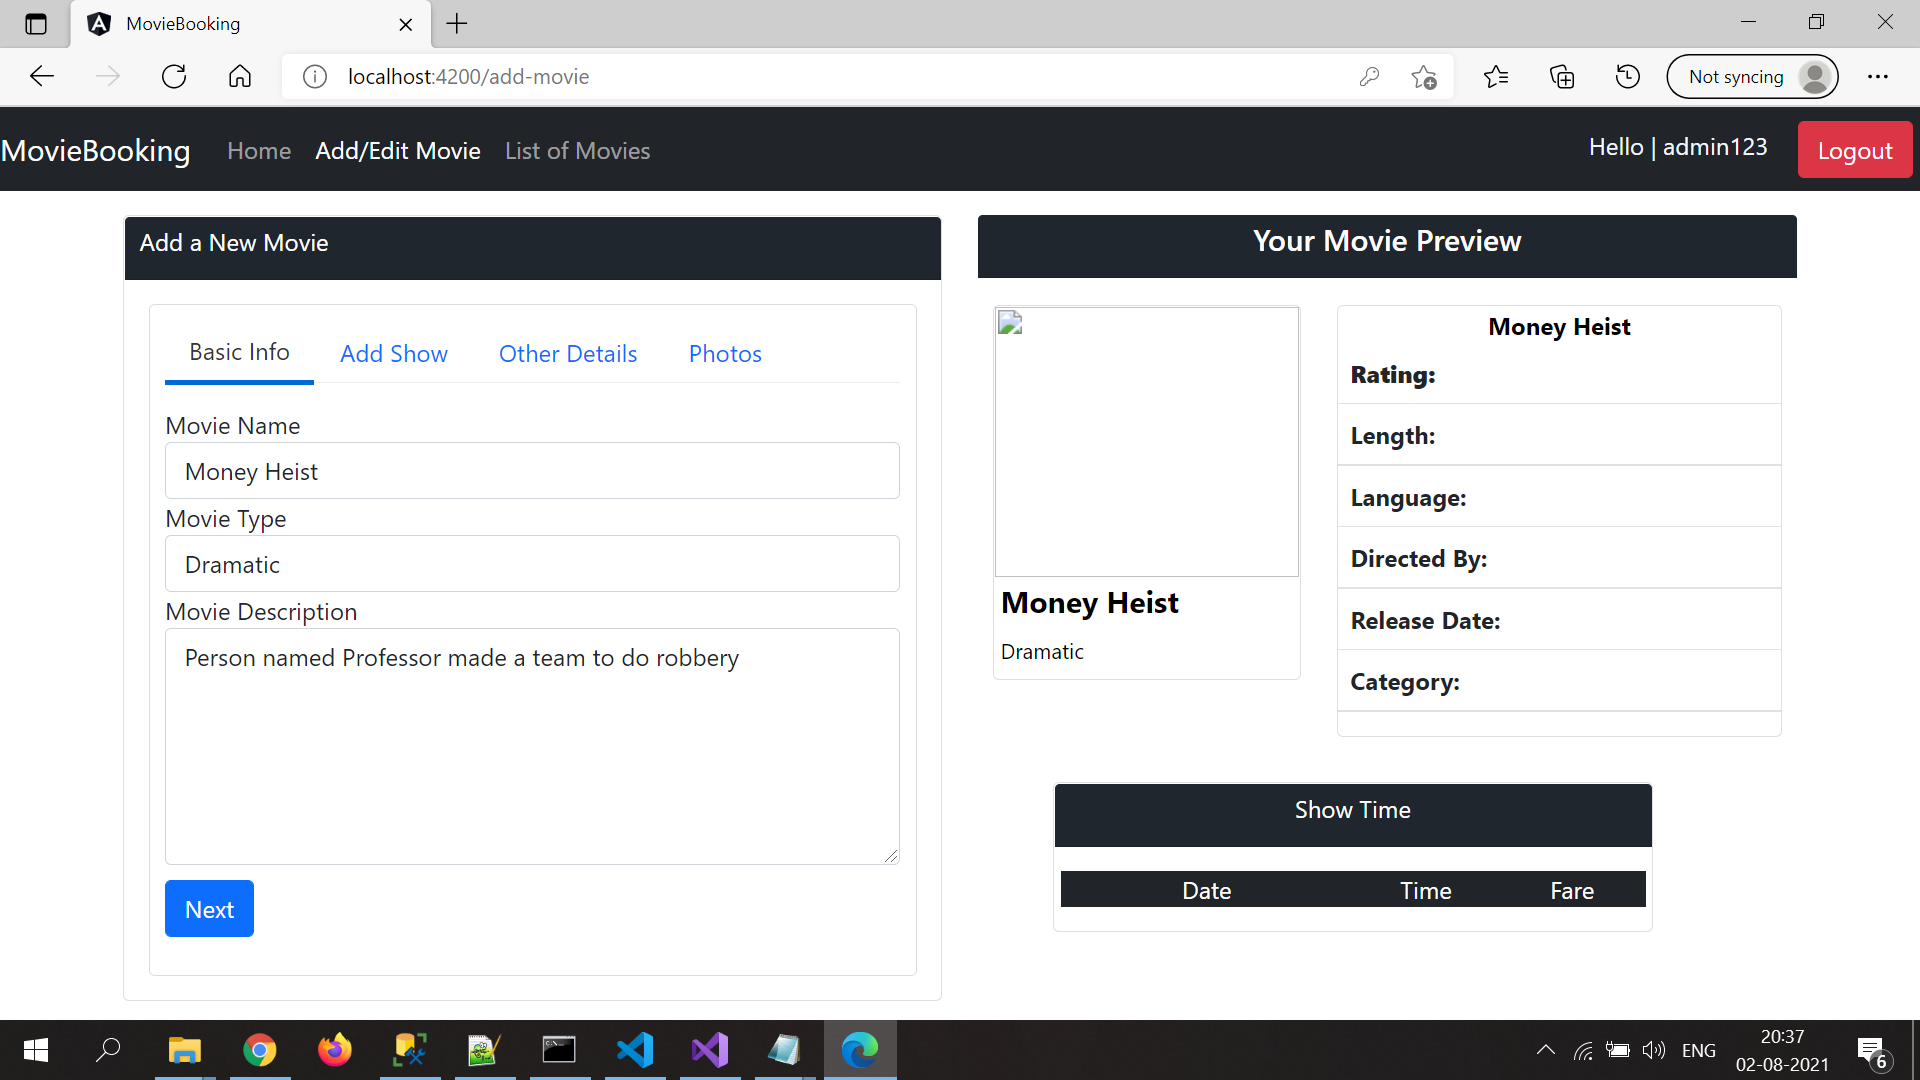 MovieBooking
localhost:4200/add-movie
Not syncing
MovieBooking Home Add/Edit Movie List of Movies Hello | admin123 Logout
Add a New Movie
Basic Info Add Show Other Details Photos
Movie Name
Money Heist
Movie Type
Dramatic
Movie Description
Person named Professor made a team to do robbery
Next
Your Movie Preview
Money Heist
Dramatic
Money Heist
Rating:
Length:
Language:
Directed By:
Release Date:
Category:
Show Time
Date Time Fare
ENG
20:37
02-08-2021
6